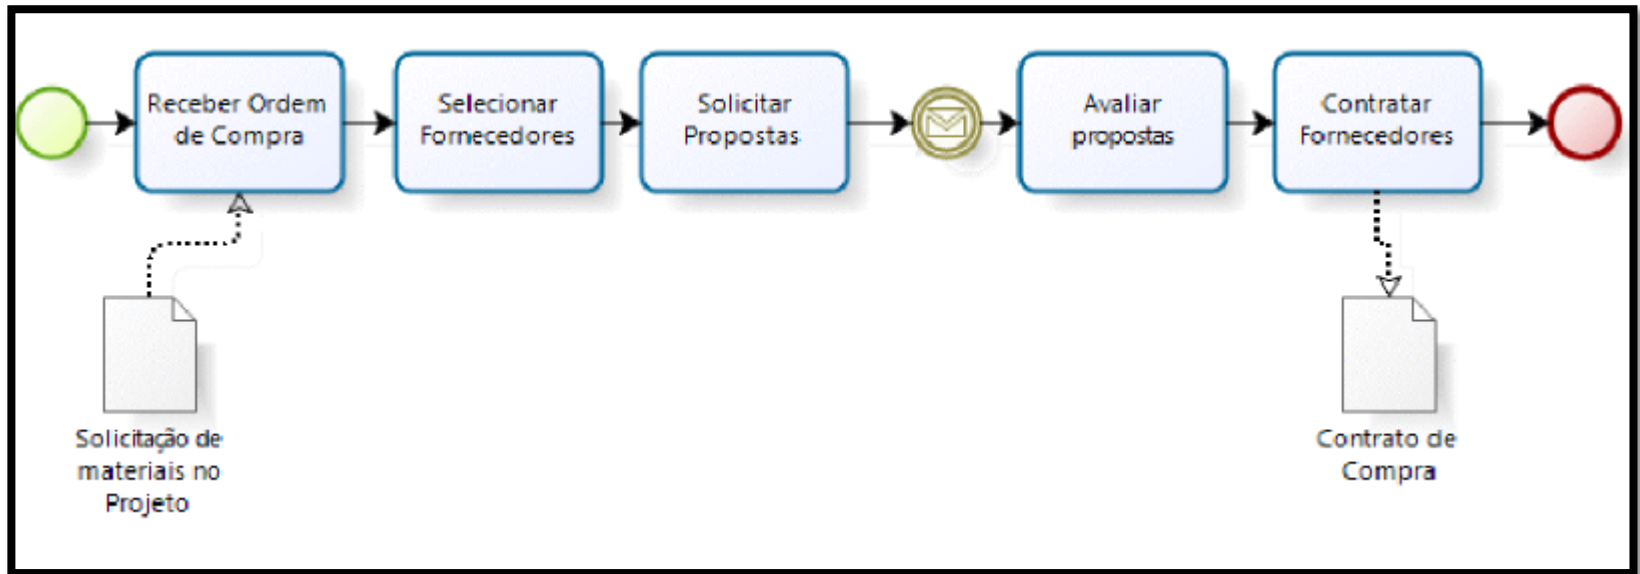 Receber Ordem
de Compra
Selecionar
Fornecedores
Solicitar
Propostas
Avaliar
propostas
Contratar
Fornecedores
Solicitação de
materiais no
Projeto
Contrato de
Compra